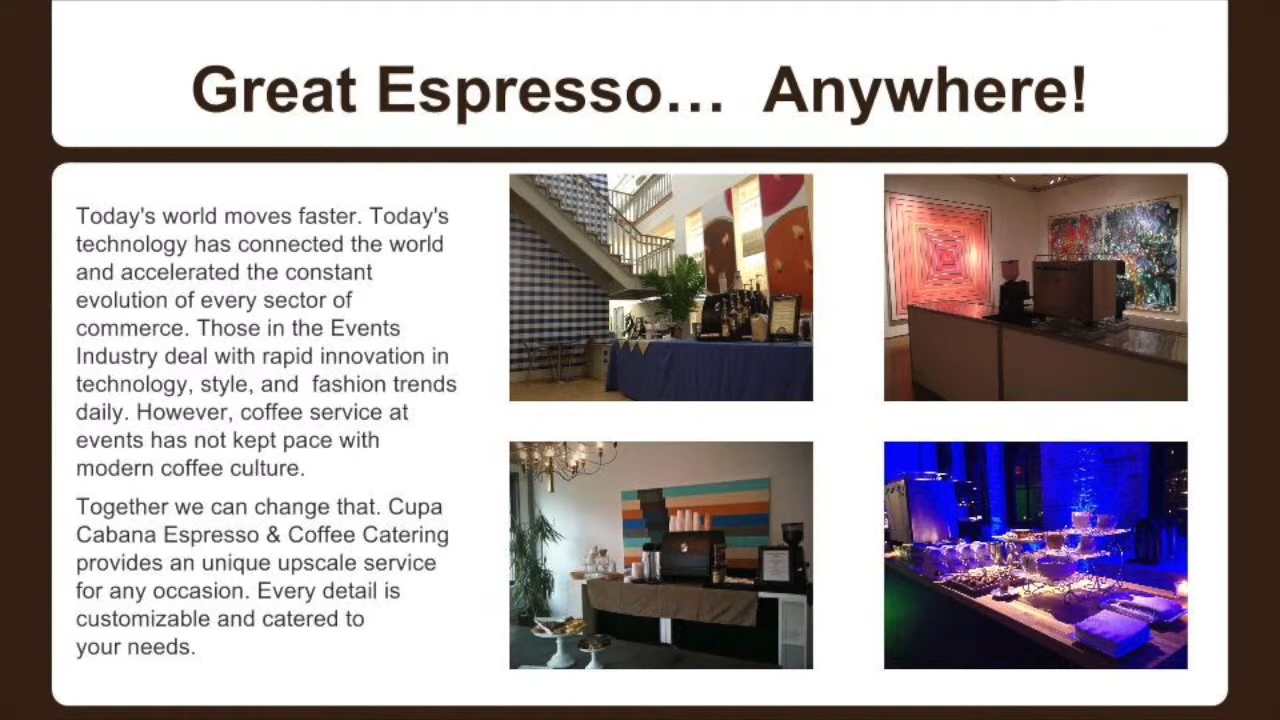 Great Espresso… Anywhere!
Today's world moves faster. Today's
technology has connected the world
and accelerated the constant
evolution of every sector of
commerce. Those in the Events
Industry deal with rapid innovation in
technology, style, and  fashion trends
daily. However, coffee service at
events has not kept pace with
modern coffee culture.
Together we can change that. Cupa
Cabana Espresso & Coffee Catering
provides an unique upscale service
for any occasion. Every detail is
customizable and catered to
your needs.